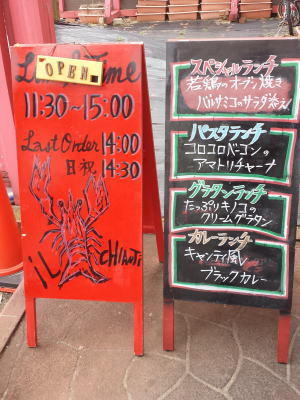 Lunch Time
OPEN
11:30~15:00
Last Order 14:00
日祝 14:30
iL CHIANTI
スペシャルランチ
若鶏のオーブン焼き
バルサミコのサラダ添え
パスタランチ
コロコロベーコンの
アマトリチャーナ
グラタンランチ
たっぷりキノコの
クリームグラタン
カレーランチ
キャンティ風
ブラックカレー